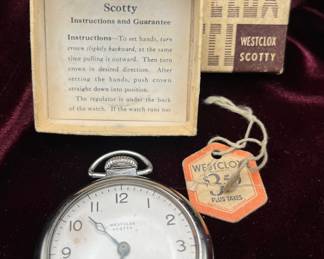 Scotty
Instructions and Guarantee
Instructions—To set hands, turn
crown slightly backward, at the same
time pulling it outward. Then turn
crown in desired direction. After
setting the hands, push crown
straight down into position.
The regulator is under the back
of the watch. If the watch runs too
WESTCLOX
SCOTTY
WESTCLOX
PLUS TAXES
WESTCLOX
SCOTTY
12
1
2
3
9
10
11